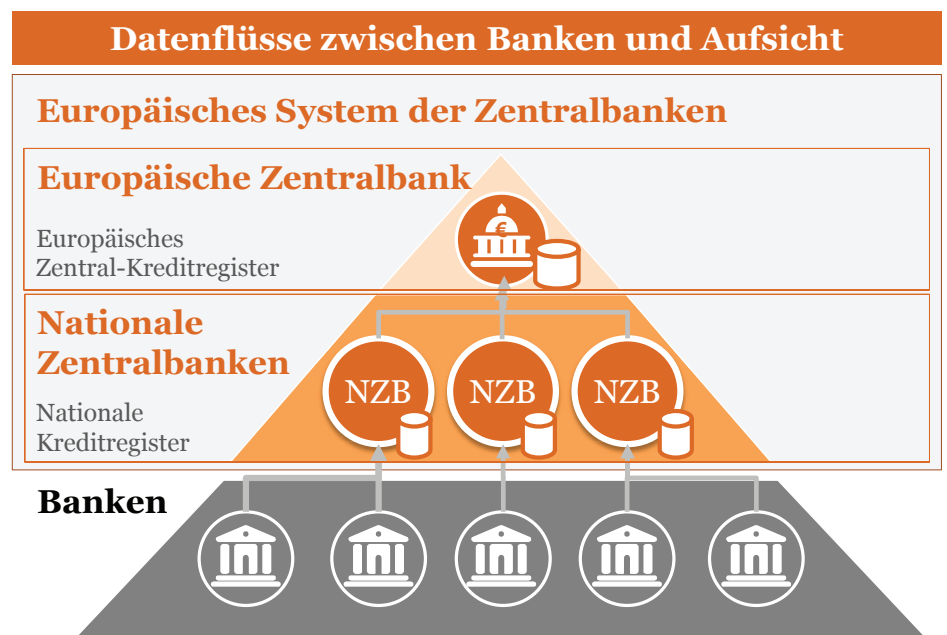 Datenflüsse zwischen Banken und Aufsicht
Europäisches System der Zentralbanken
Europäische Zentralbank
€
Europäisches
Zentral-Kreditregister
Nationale
Zentralbanken
NZB NZB NZB
Nationale
Kreditregister
Banken